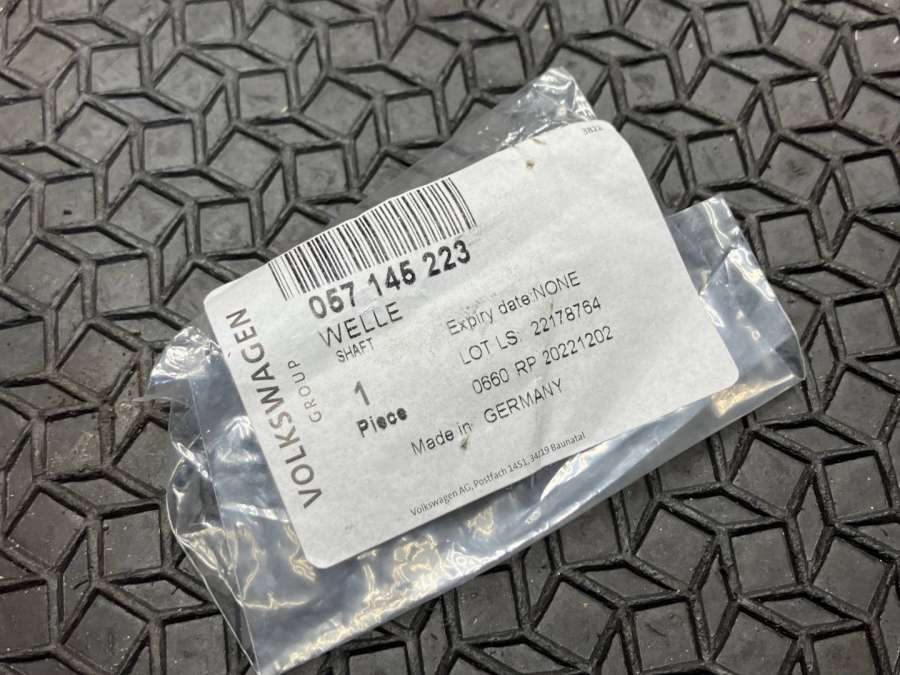 3822
057 145 223
WELLE
SHAFT
1
Piece
Expiry date:NONE
LOT LS: 22178764
0660 RP 20221202
Made in GERMANY
VOLKSWAGEN
GROUP
Volkswagen AG, Postfach 1451, 34219 Baunatal